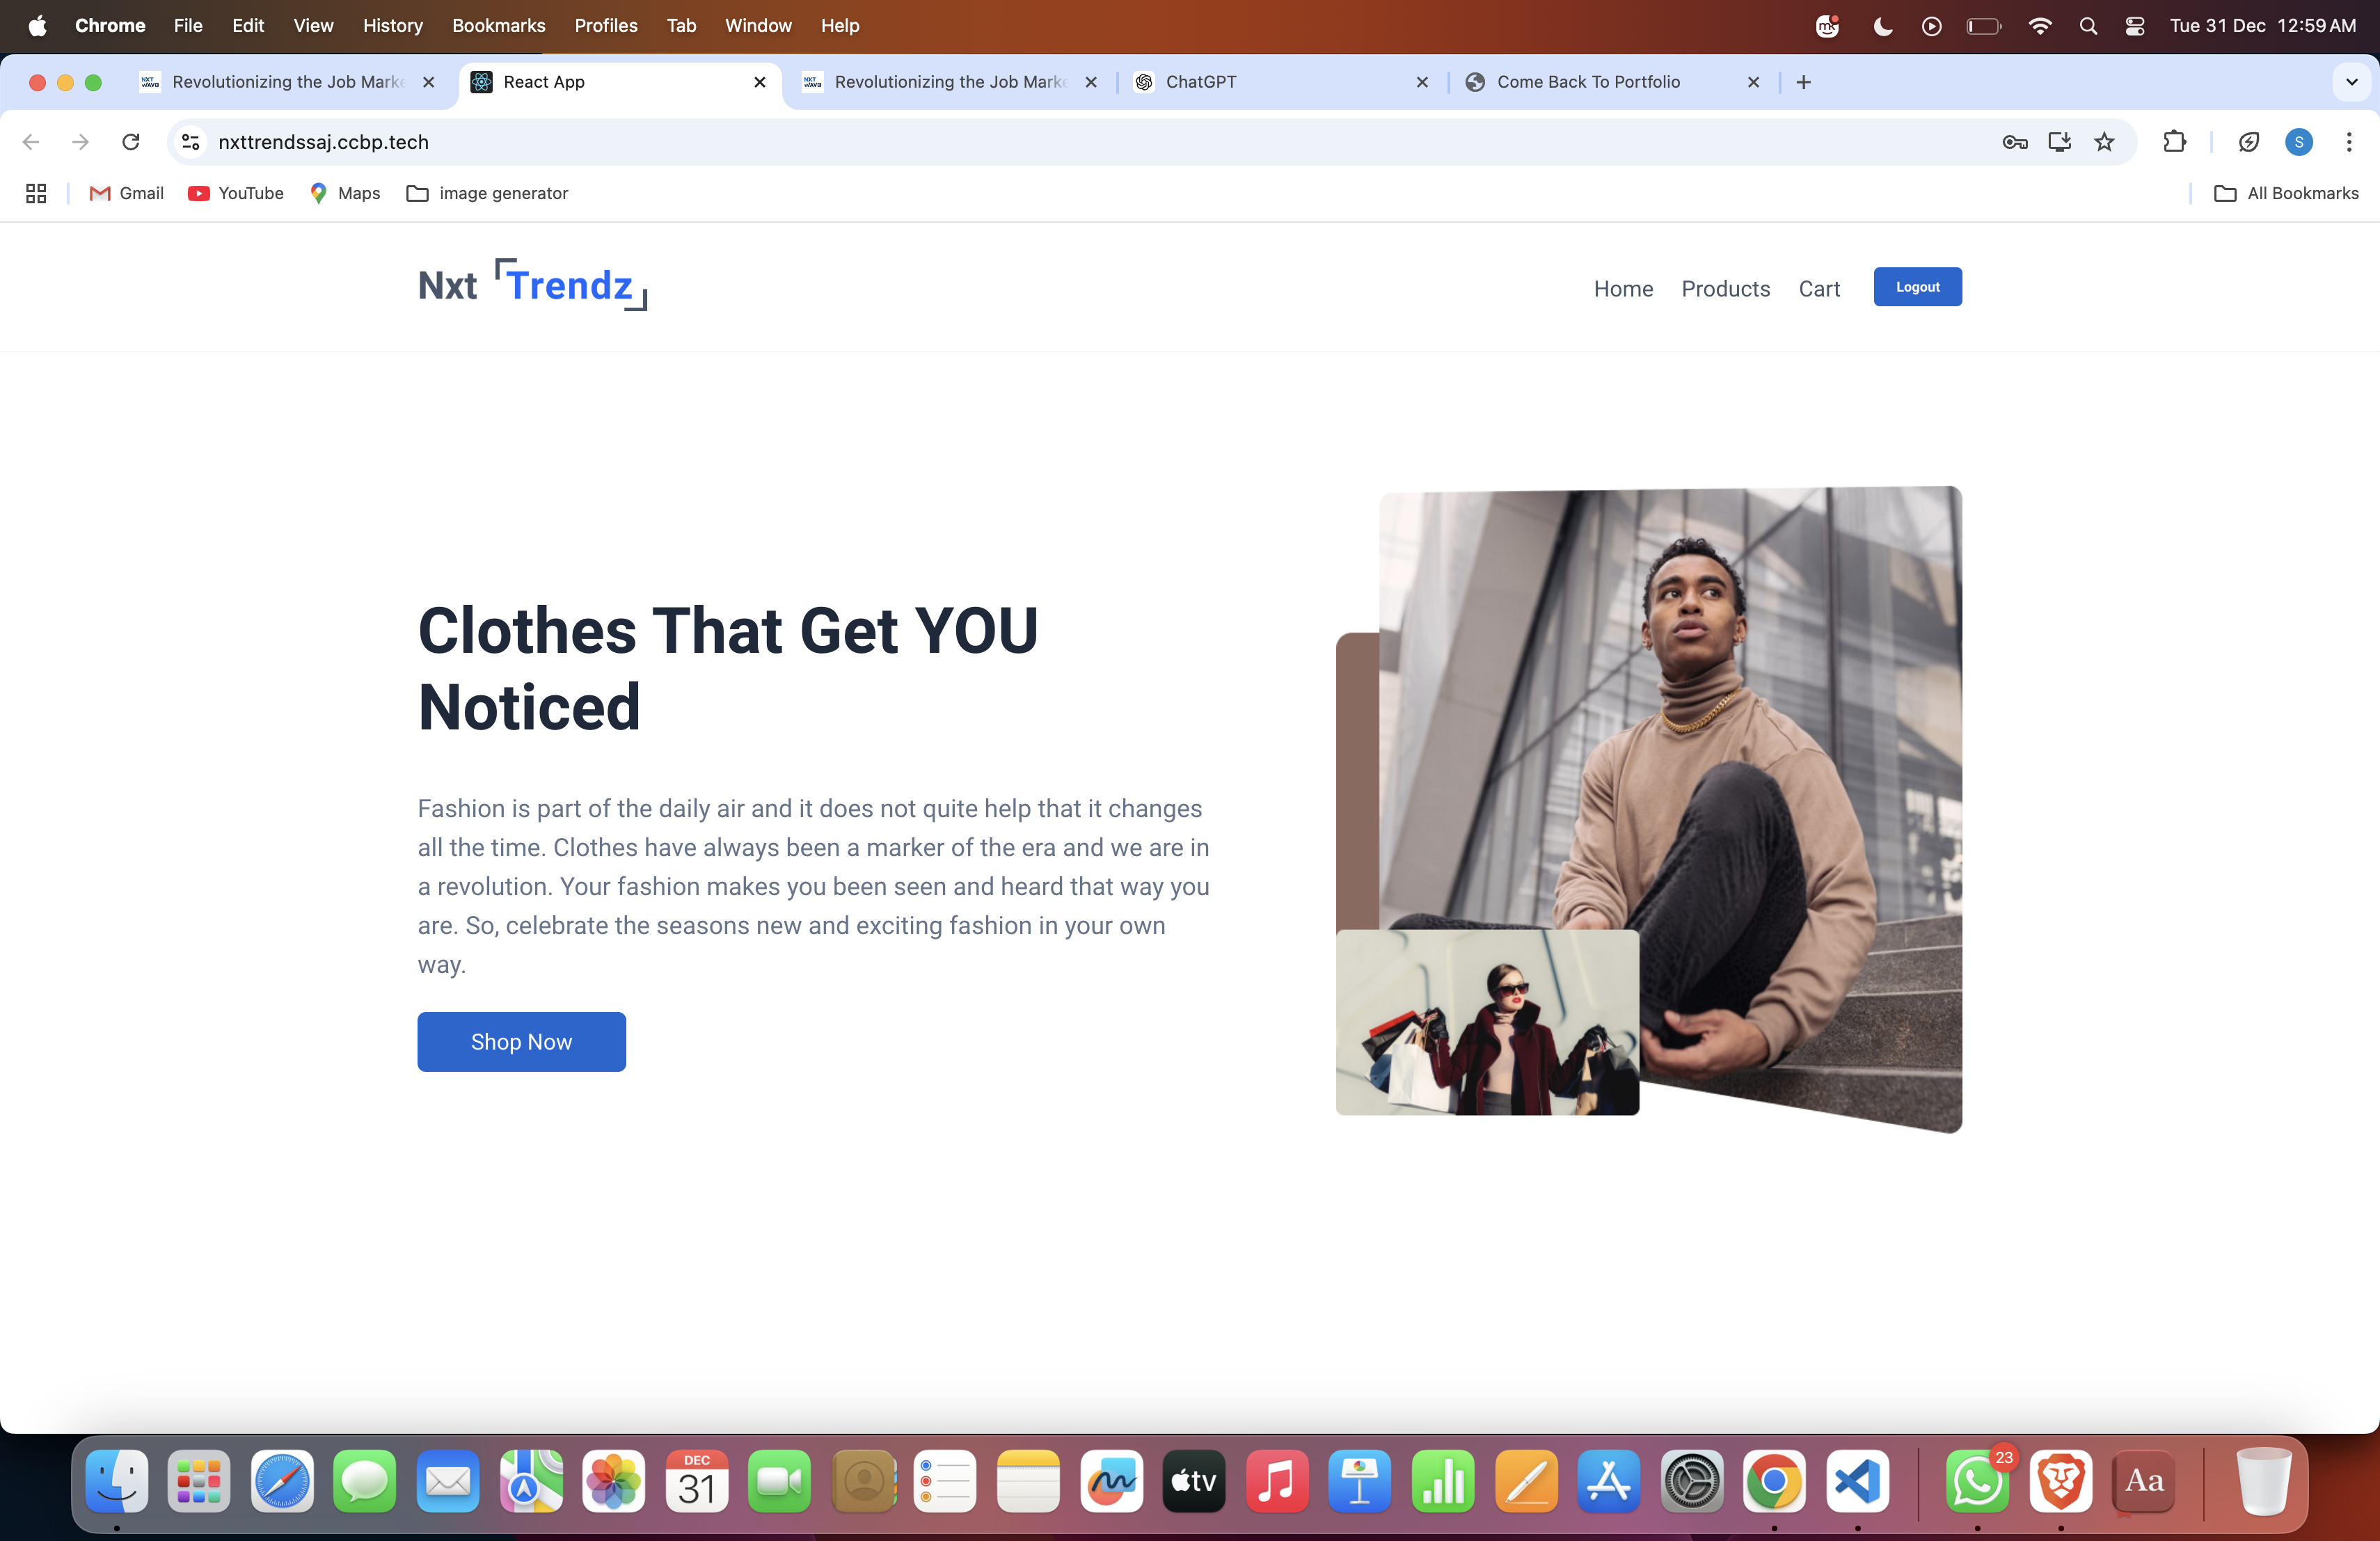 Chrome File Edit View History Bookmarks Profiles Tab Window Help Tue 31 Dec 12:59 AM
Revolutionizing the Job Marke React App Revolutionizing the Job Marke ChatGPT Come Back To Portfolio
nxttrendssaj.ccbp.tech S
Gmail YouTube Maps image generator All Bookmarks
Nxt Trendz Home Products Cart Logout
Clothes That Get YOU
Noticed
Fashion is part of the daily air and it does not quite help that it changes
all the time. Clothes have always been a marker of the era and we are in
a revolution. Your fashion makes you been seen and heard that way you
are. So, celebrate the seasons new and exciting fashion in your own
way.
Shop Now
DEC
31
tv
23
Aa